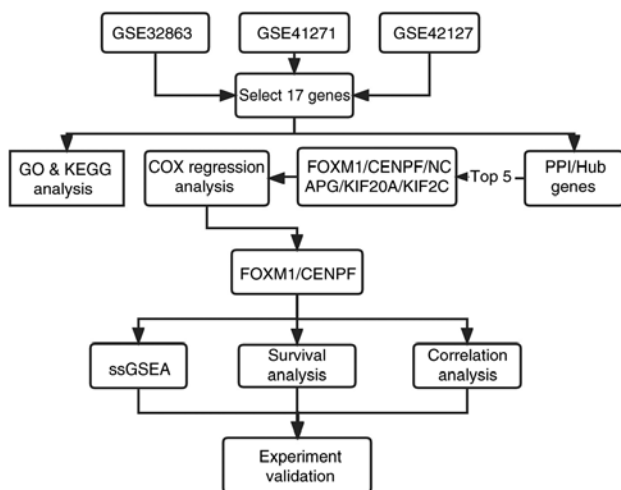 GSE32863
GSE41271
GSE42127
Select 17 genes
GO & KEGG
analysis
COX regression
analysis
FOXM1/CENPF/NC
APG/KIF20A/KIF2C
Top 5
PPI/Hub
genes
FOXM1/CENPF
ssGSEA
Survival
analysis
Correlation
analysis
Experiment
validation